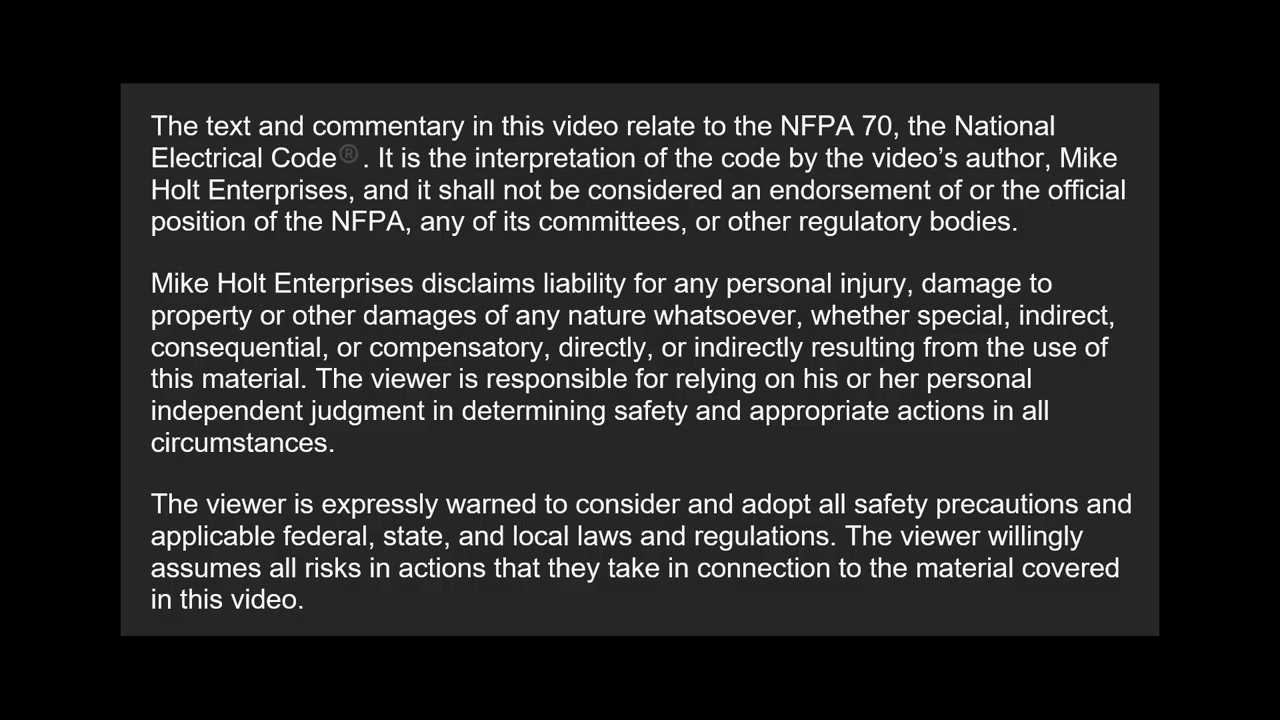 The text and commentary in this video relate to the NFPA 70, the National
Electrical Code®. It is the interpretation of the code by the video’s author, Mike
Holt Enterprises, and it shall not be considered an endorsement of or the official
position of the NFPA, any of its committees, or other regulatory bodies.
Mike Holt Enterprises disclaims liability for any personal injury, damage to
property or other damages of any nature whatsoever, whether special, indirect,
consequential, or compensatory, directly, or indirectly resulting from the use of
this material. The viewer is responsible for relying on his or her personal
independent judgment in determining safety and appropriate actions in all
circumstances.
The viewer is expressly warned to consider and adopt all safety precautions and
applicable federal, state, and local laws and regulations. The viewer willingly
assumes all risks in actions that they take in connection to the material covered
in this video.